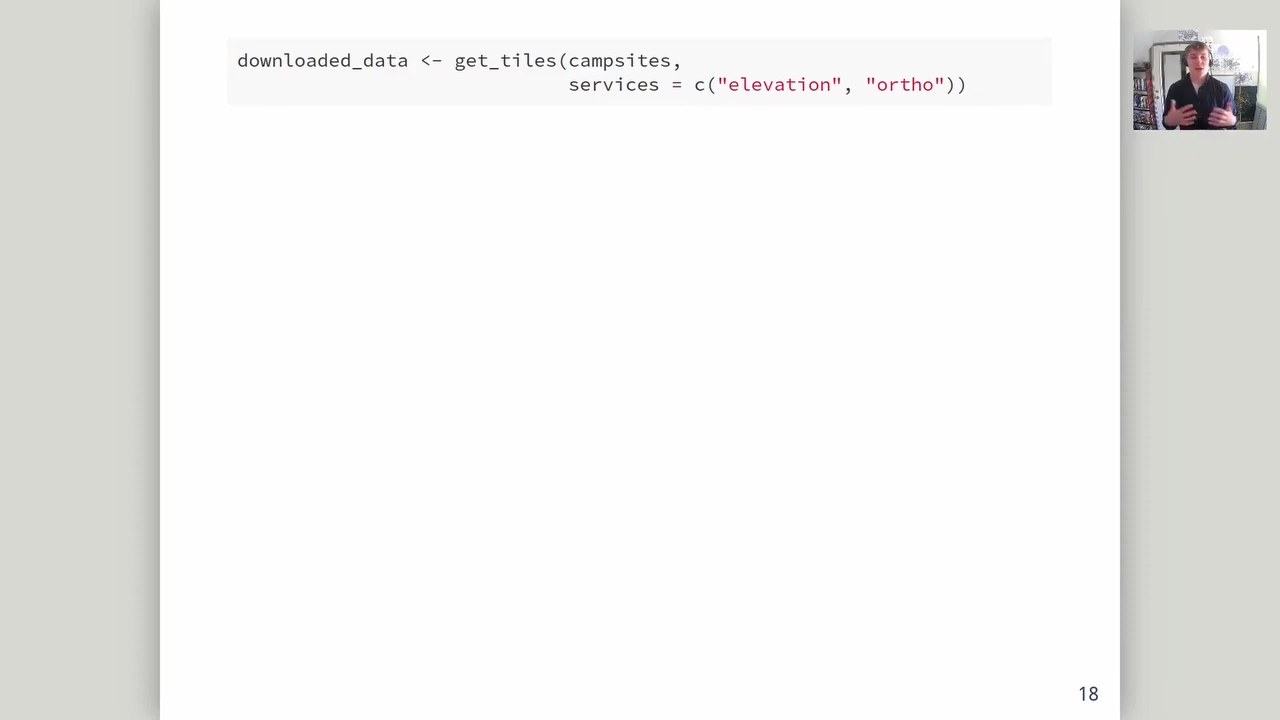 downloaded_data <- get_tiles(campsites,
services = c("elevation", "ortho"))
18